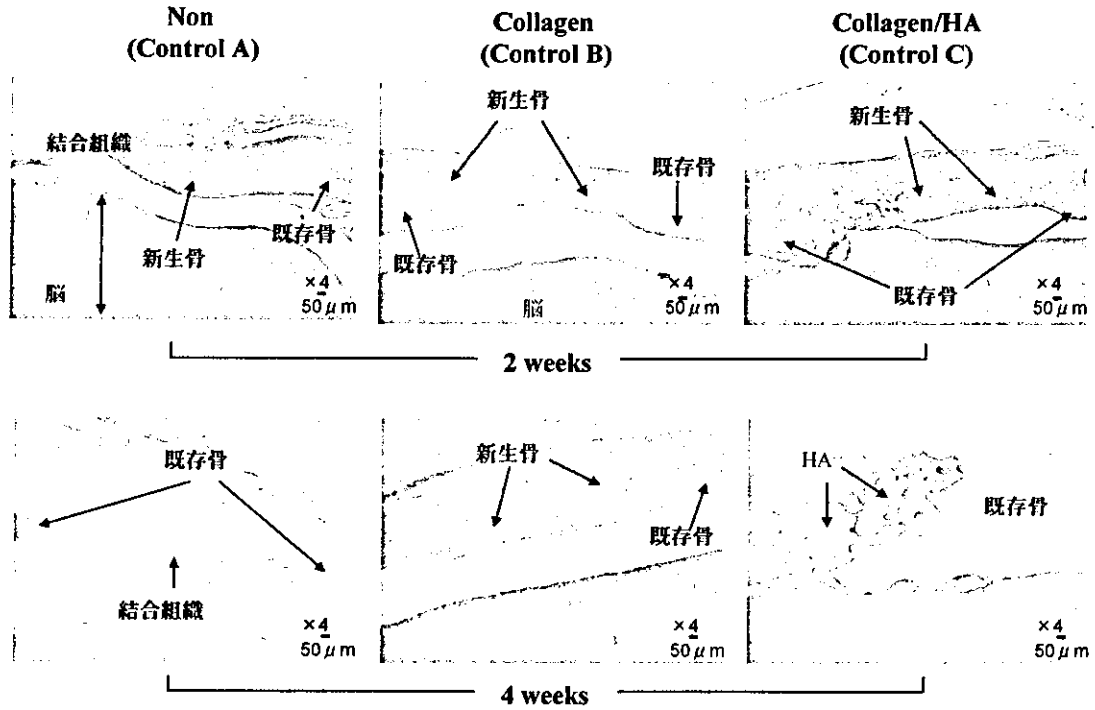 Non
(Control A)
Collagen
(Control B)
Collagen/HA
(Control C)
結合組織
新生骨
既存骨
脳
×4
50μm
新生骨
既存骨
既存骨
脳
×4
50μm
新生骨
既存骨
×4
50μm
2 weeks
既存骨
結合組織
×4
50μm
新生骨
既存骨
×4
50μm
HA
既存骨
×4
50μm
4 weeks